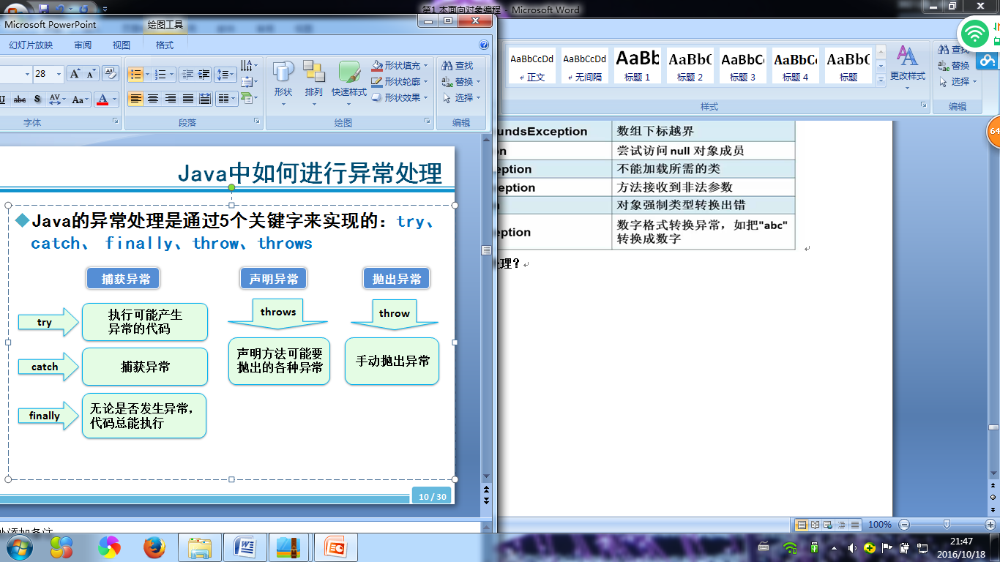 第1 本面向对象编程 - Microsoft Word
Microsoft PowerPoint
绘图工具
幻灯片放映 审阅 视图 格式
28
形状 排列 快速样式
形状填充
形状轮廓
形状效果
查找
替换
选择
字体 段落 绘图 编辑
AaBbCcDd AaBbCcDd AaBb AaBbC AaBbCc AaBbCc AaBbC
正文 无间隔 标题 1 标题 2 标题 3 标题 4 标题
更改样式
查找
替换
选择
样式 编辑
64
Java中如何进行异常处理
Java的异常处理是通过5个关键字来实现的：try、
catch、 finally、throw、throws
捕获异常 声明异常 抛出异常
try
执行可能产生
异常的代码
catch
捕获异常
finally
无论是否发生异常，
代码总能执行
throws
声明方法可能要
抛出的各种异常
throw
手动抛出异常
10 / 30
处添加备注
undsException 数组下标越界
on 尝试访问 null 对象成员
eption 不能加载所需的类
eption 方法接收到非法参数
对象强制类型转换出错
eption 数字格式转换异常，如把"abc"
转换成数字
处理？
100%
21:47
2016/10/18